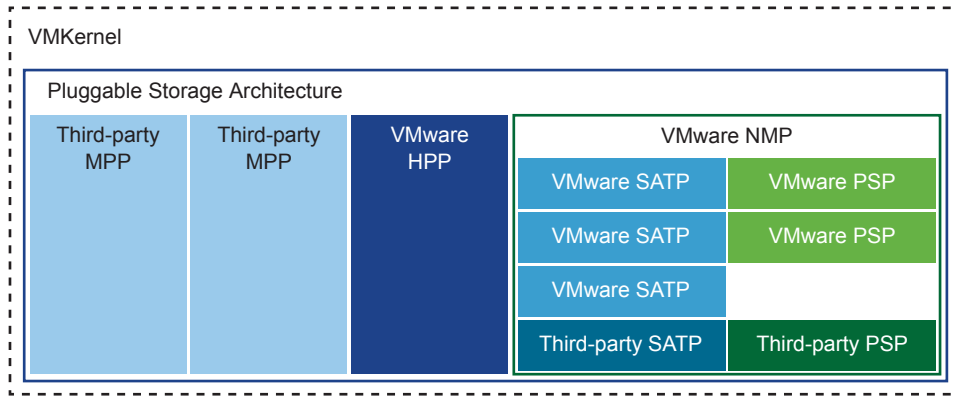 VMKernel
Pluggable Storage Architecture
Third-party
MPP
Third-party
MPP
VMware
HPP
VMware NMP
VMware SATP
VMware PSP
VMware SATP
VMware PSP
VMware SATP
Third-party SATP
Third-party PSP